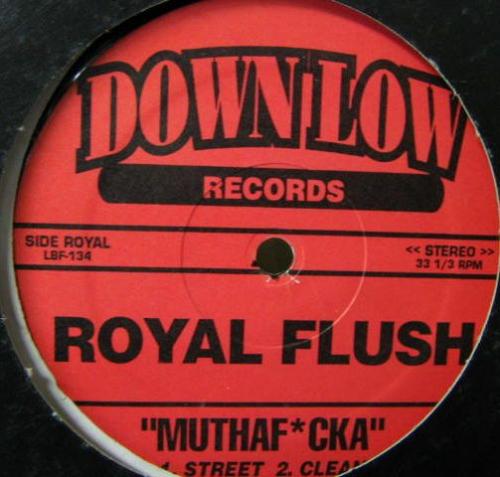 DOWN LOW
RECORDS
SIDE ROYAL
LBF-134
<< STEREO >>
33 1/3 RPM
ROYAL FLUSH
"MUTHAF*CKA"
1. STREET 2. CLEAN